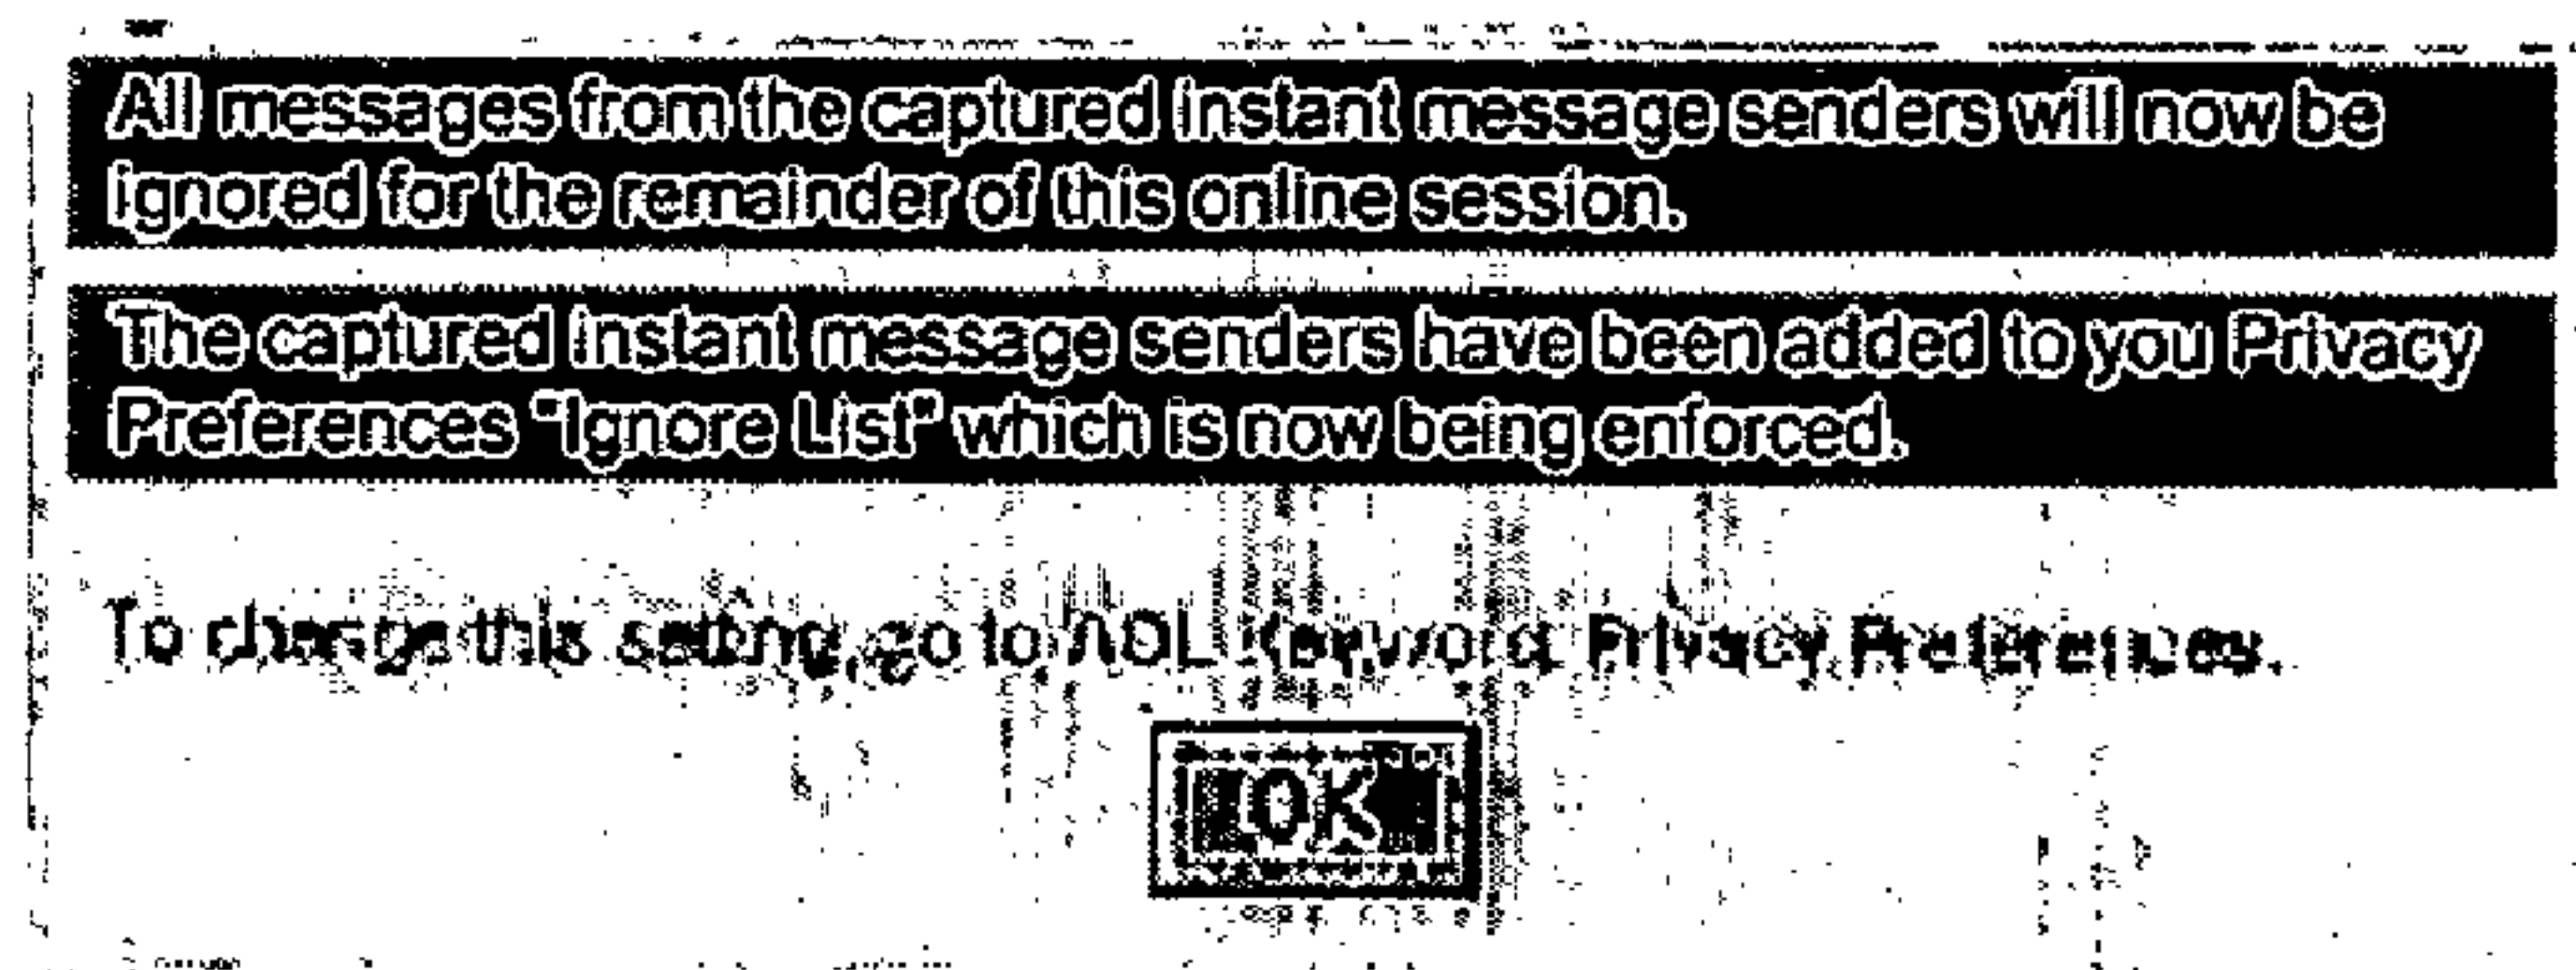 All messages from the captured instant message senders will now be
ignored for the remainder of this online session.
The captured instant message senders have been added to you Privacy
Preferences "Ignore List" which is now being enforced.
To change this setting, go to AOL Keyword: Privacy Preferences.
OK